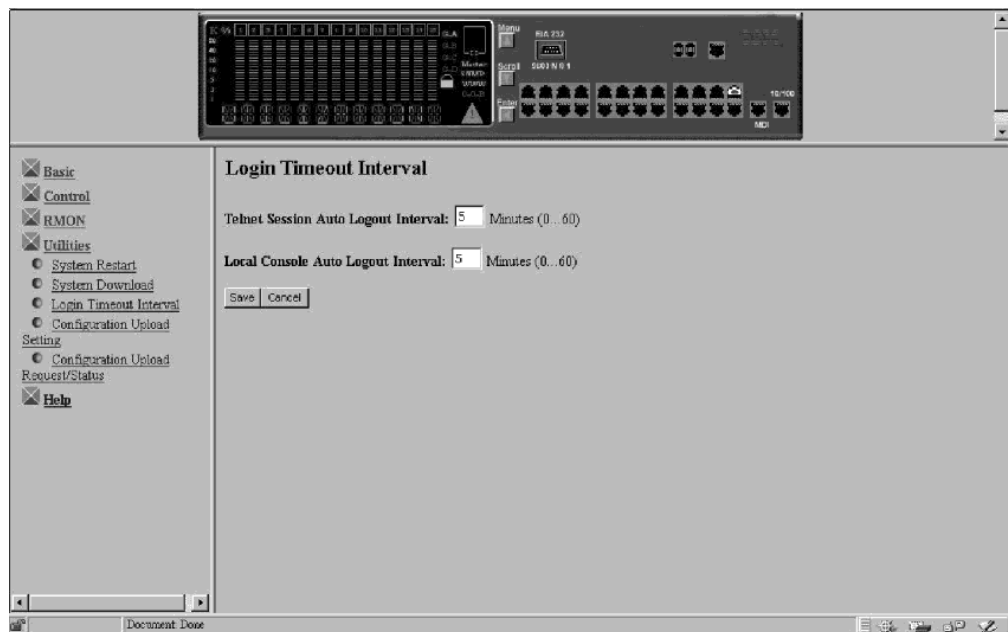 Menu
EIA 232
Scroll
Master
10/100
Enter
MDI
Basic
Control
RMON
Utilities
System Restart
System Download
Login Timeout Interval
Configuration Upload
Setting
Configuration Upload
Request/Status
Help
Login Timeout Interval
Telnet Session Auto Logout Interval: 5 Minutes (0...60)
Local Console Auto Logout Interval: 5 Minutes (0...60)
Save Cancel
Document: Done